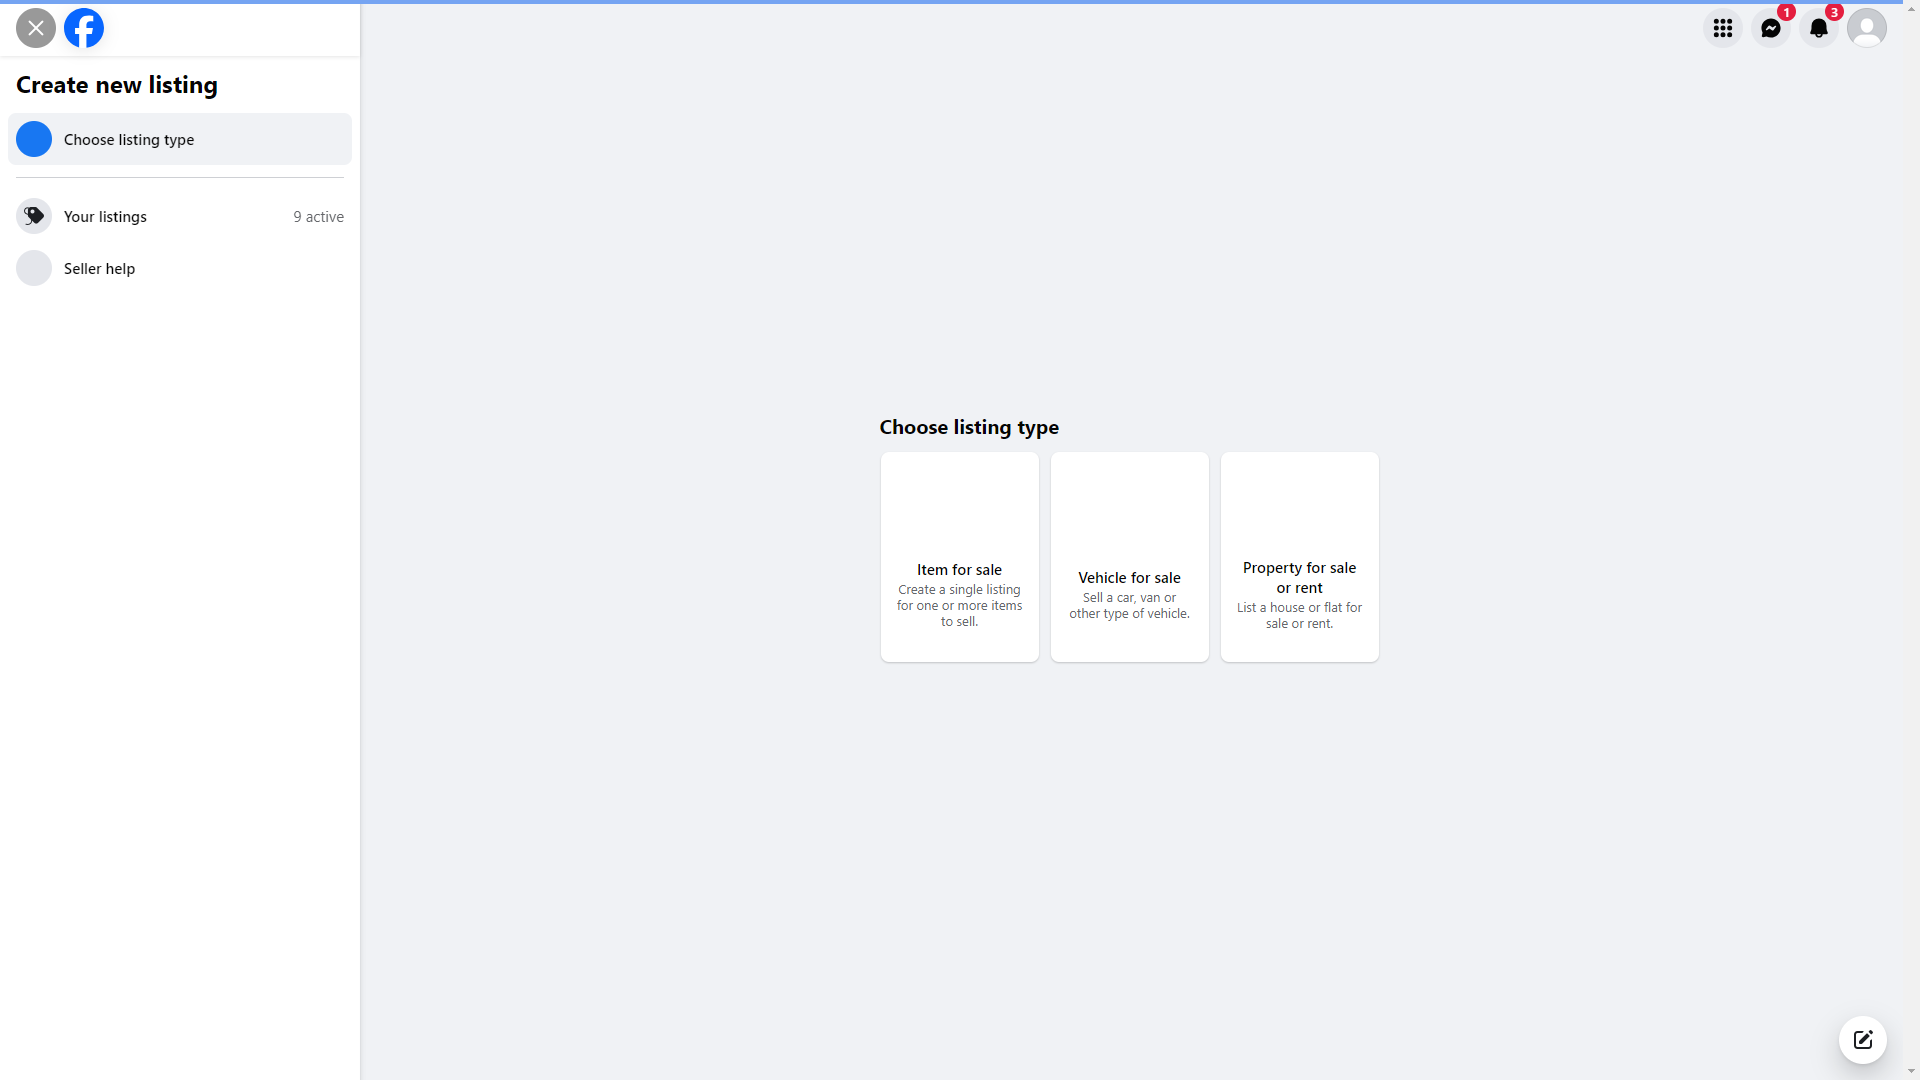 1
3
Create new listing
Choose listing type
Your listings
9 active
Seller help
Choose listing type
Item for sale
Create a single listing
for one or more items
to sell.
Vehicle for sale
Sell a car, van or
other type of vehicle.
Property for sale
or rent
List a house or flat for
sale or rent.